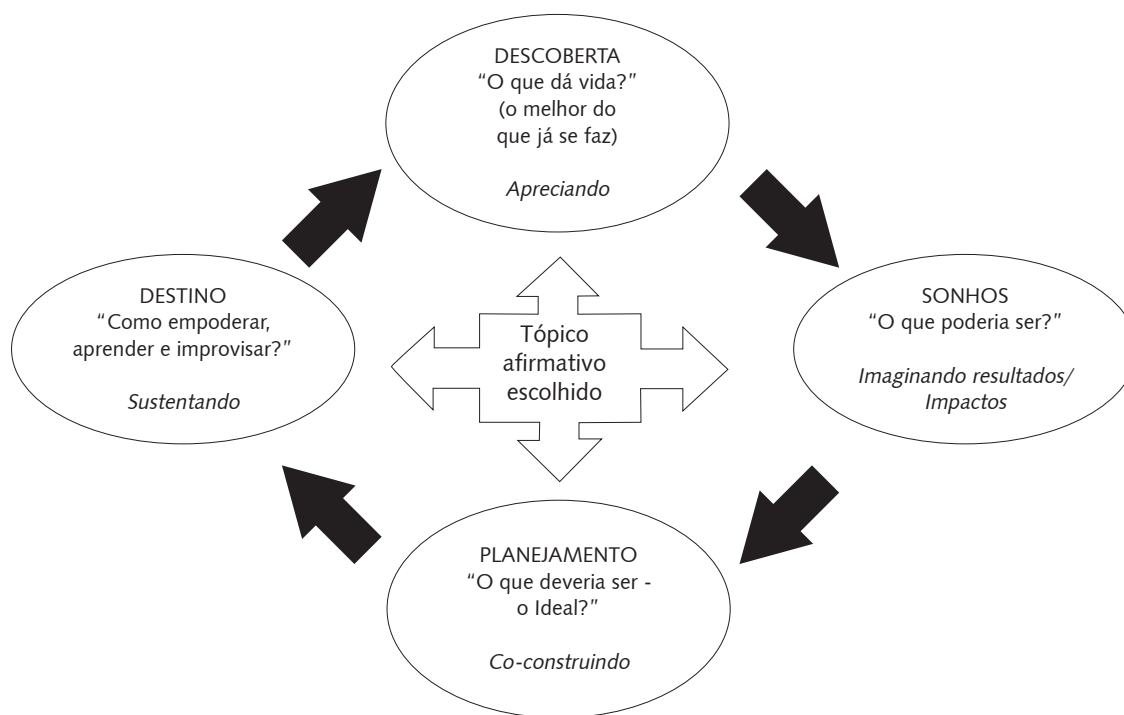 DESCOBERTA
“O que dá vida?”
(o melhor do
que já se faz)
Apreciando
DESTINO
“Como empoderar,
aprender e improvisar?”
Sustentando
Tópico
afirmativo
escolhido
SONHOS
“O que poderia ser?”
Imaginando resultados/
Impactos
PLANEJAMENTO
“O que deveria ser -
o Ideal?”
Co-construindo